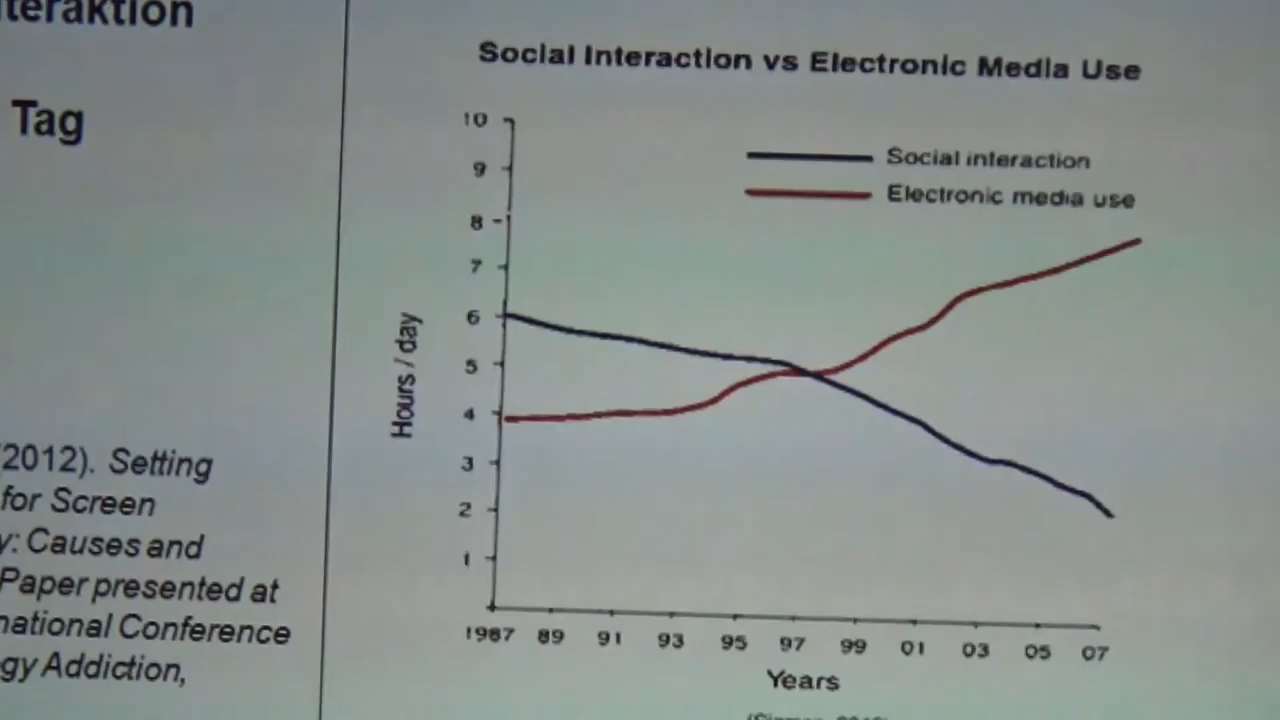 nteraktion
Tag
2012). Setting
for Screen
y: Causes and
Paper presented at
national Conference
gy Addiction,
Social Interaction vs Electronic Media Use
Social interaction
Electronic media use
10
9
8
7
6
5
4
3
2
1
Hours / day
1987 89 91 93 95 97 99 01 03 05 07
Years